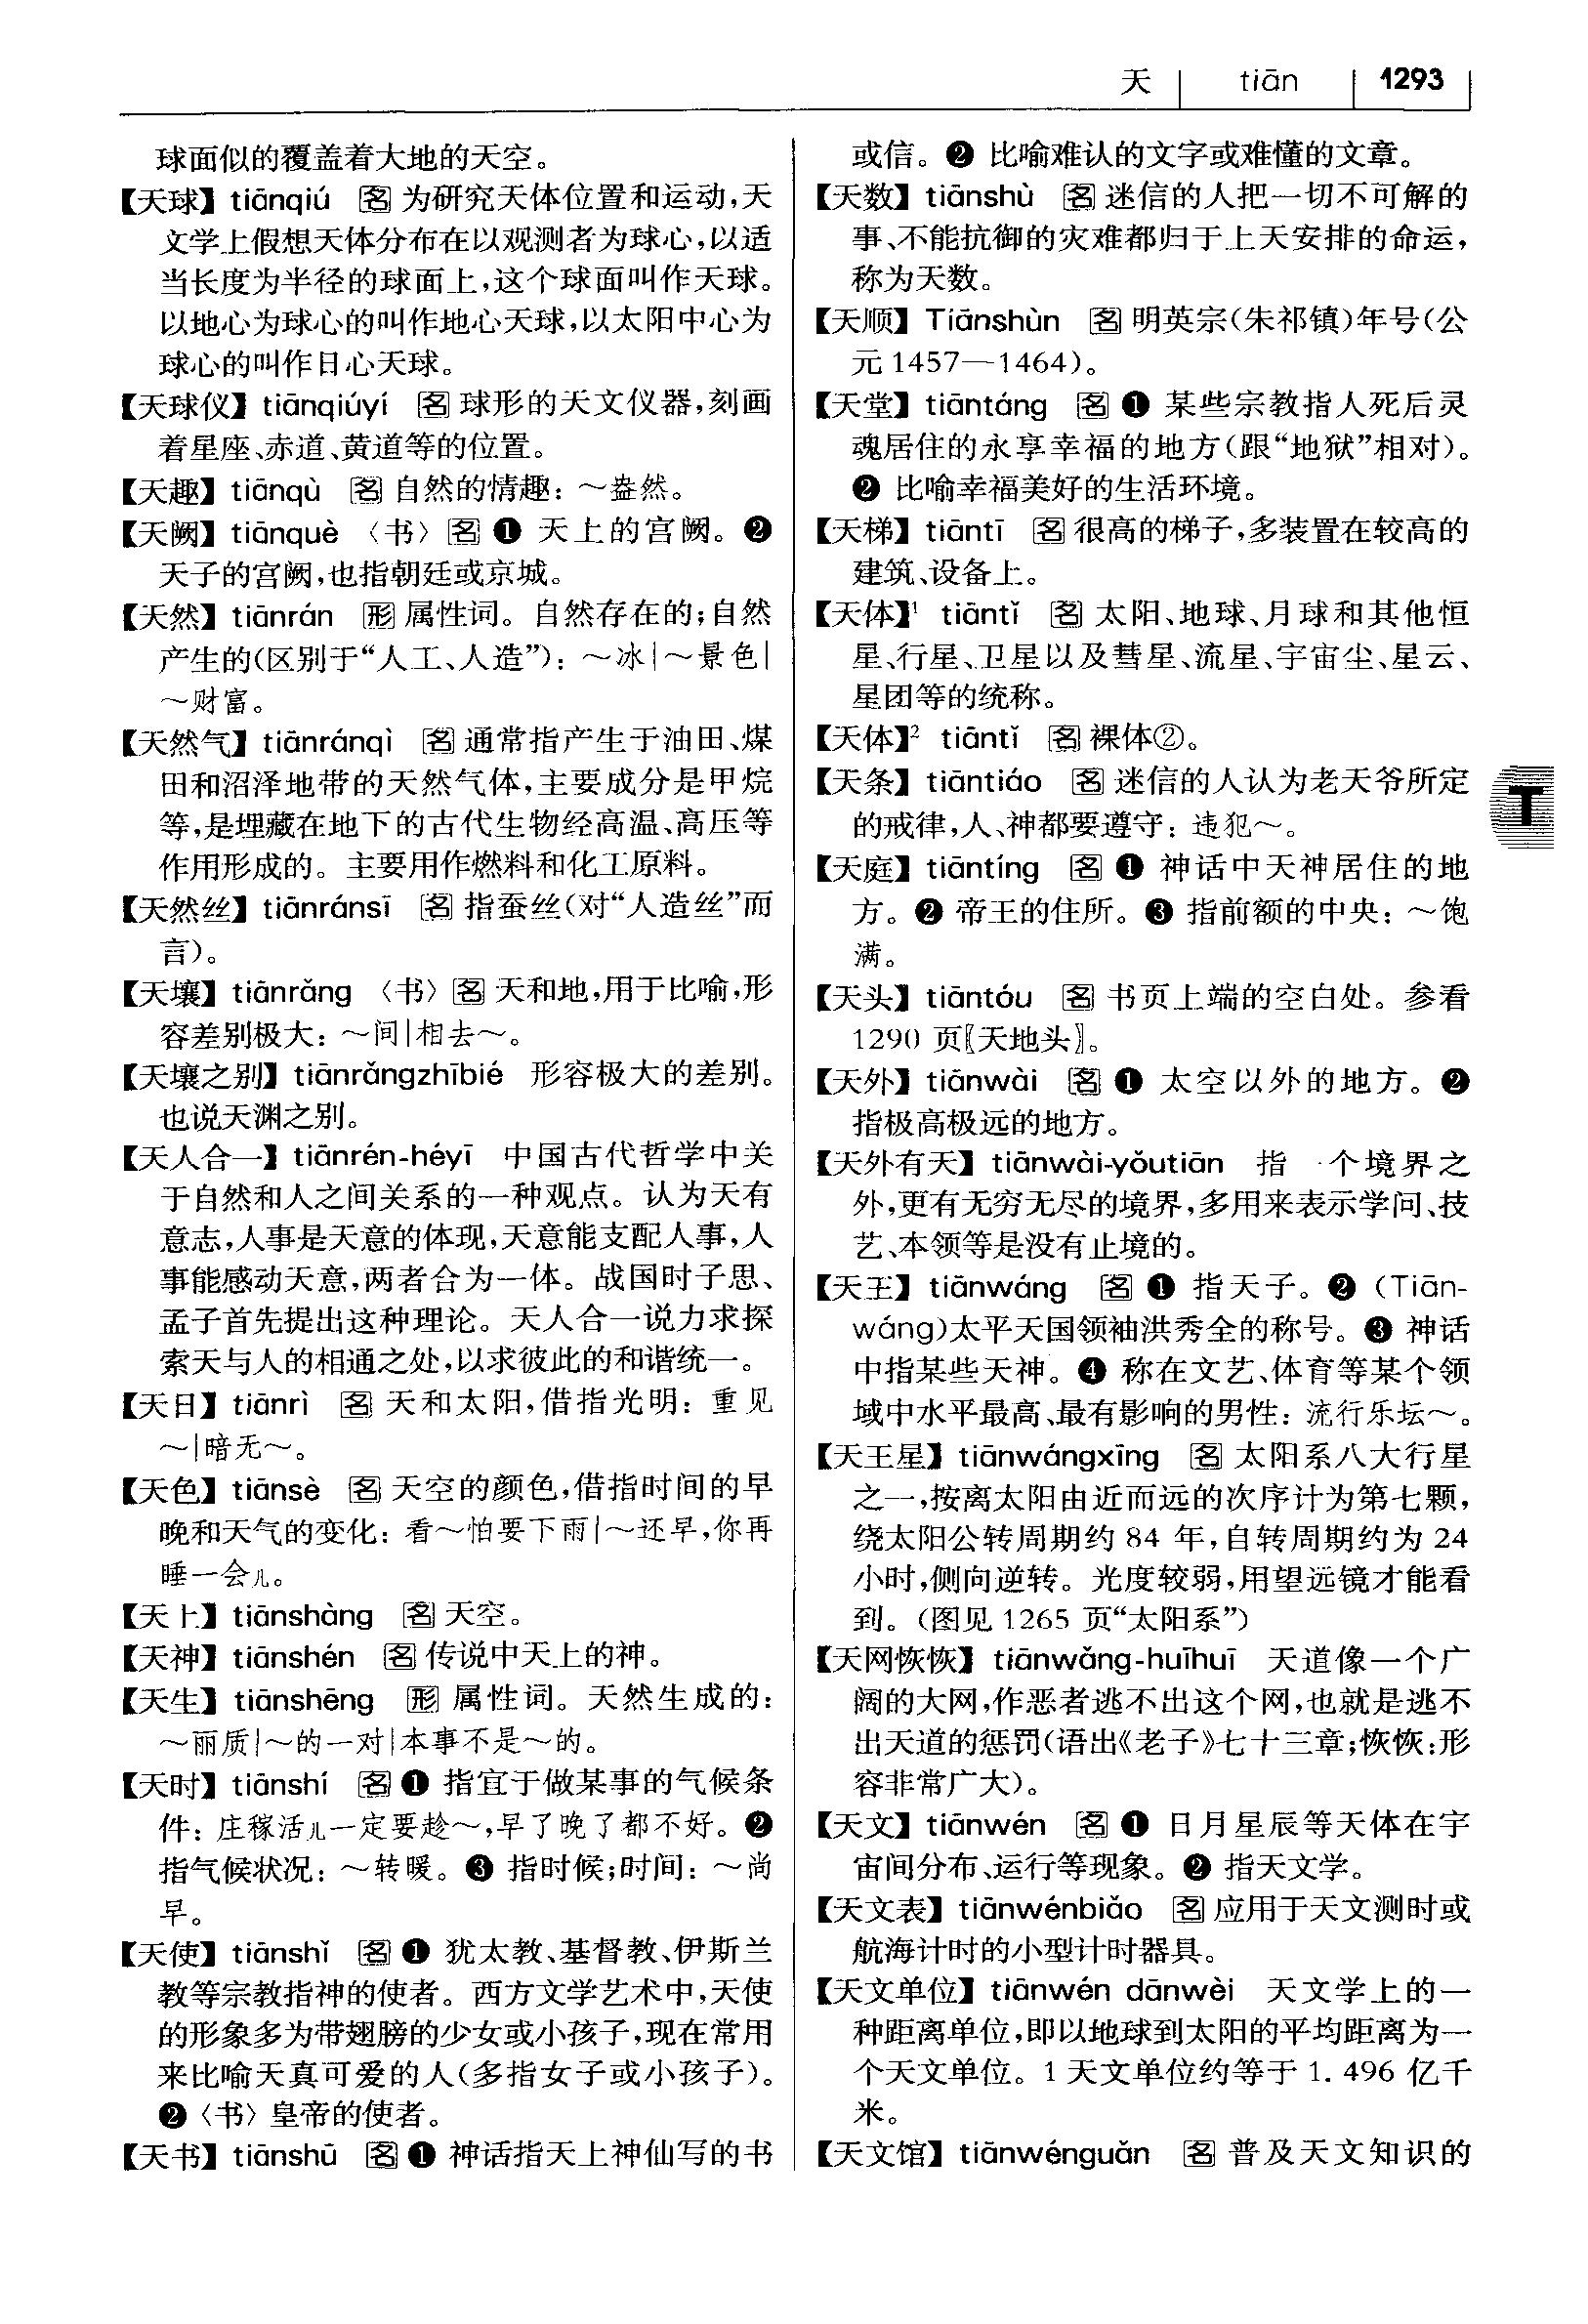 天 tiān 1293
球面似的覆盖着大地的天空。
【天球】tiānqiú 名 为研究天体位置和运动,天
文学上假想天体分布在以观测者为球心,以适
当长度为半径的球面上,这个球面叫作天球。
以地心为球心的叫作地心天球,以太阳中心为
球心的叫作日心天球。
【天球仪】tiānqiúyí 名 球形的天文仪器,刻画
着星座、赤道、黄道等的位置。
【天趣】tiānqù 名 自然的情趣:～盎然。
【天阙】tiānquè〈书〉名 ❶ 天上的宫阙。❷
天子的宫阙,也指朝廷或京城。
【天然】tiānrán 形 属性词。自然存在的;自然
产生的(区别于“人工、人造”):～冰|～景色|
～财富。
【天然气】tiānránqì 名 通常指产生于油田、煤
田和沼泽地带的天然气体,主要成分是甲烷
等,是埋藏在地下的古代生物经高温、高压等
作用形成的。主要用作燃料和化工原料。
【天然丝】tiānránsī 名 指蚕丝(对“人造丝”而
言)。
【天壤】tiānrǎng〈书〉名 天和地,用于比喻,形
容差别极大:～间|相去～。
【天壤之别】tiānrǎngzhībié 形容极大的差别。
也说天渊之别。
【天人合一】tiānrén-héyī 中国古代哲学中关
于自然和人之间关系的一种观点。认为天有
意志,人事是天意的体现,天意能支配人事,人
事能感动天意,两者合为一体。战国时子思、
孟子首先提出这种理论。天人合一说力求探
索天与人的相通之处,以求彼此的和谐统一。
【天日】tiānrì 名 天和太阳,借指光明:重见
～|暗无～。
【天色】tiānsè 名 天空的颜色,借指时间的早
晚和天气的变化:看～怕要下雨|～还早,你再
睡一会儿。
【天上】tiānshàng 名 天空。
【天神】tiānshén 名 传说中天上的神。
【天生】tiānshēng 形 属性词。天然生成的:
～丽质|～的一对|本事不是～的。
【天时】tiānshí 名 ❶ 指宜于做某事的气候条
件:庄稼活儿一定要趁～,早了晚了都不好。❷
指气候状况:～转暖。❸ 指时候;时间:～尚
早。
【天使】tiānshǐ 名 ❶ 犹太教、基督教、伊斯兰
教等宗教指神的使者。西方文学艺术中,天使
的形象多为带翅膀的少女或小孩子,现在常用
来比喻天真可爱的人(多指女子或小孩子)。
❷〈书〉皇帝的使者。
【天书】tiānshū 名 ❶ 神话指天上神仙写的书
或信。❷ 比喻难认的文字或难懂的文章。
【天数】tiānshù 名 迷信的人把一切不可解的
事、不能抗御的灾难都归于上天安排的命运,
称为天数。
【天顺】Tiānshùn 名 明英宗(朱祁镇)年号(公
元1457—1464)。
【天堂】tiāntáng 名 ❶ 某些宗教指人死后灵
魂居住的永享幸福的地方(跟“地狱”相对)。
❷ 比喻幸福美好的生活环境。
【天梯】tiāntī 名 很高的梯子,多装置在较高的
建筑、设备上。
【天体】¹ tiāntǐ 名 太阳、地球、月球和其他恒
星、行星、卫星以及彗星、流星、宇宙尘、星云、
星团等的统称。
【天体】² tiāntǐ 名 裸体②。
【天条】tiāntiáo 名 迷信的人认为老天爷所定
的戒律,人、神都要遵守:违犯～。
【天庭】tiāntíng 名 ❶ 神话中天神居住的地
方。❷ 帝王的住所。❸ 指前额的中央:～饱
满。
【天头】tiāntóu 名 书页上端的空白处。参看
1290页〖天地头〗。
【天外】tiānwài 名 ❶ 太空以外的地方。❷
指极高极远的地方。
【天外有天】tiānwài-yǒutiān 指一个境界之
外,更有无穷无尽的境界,多用来表示学问、技
艺、本领等是没有止境的。
【天王】tiānwáng 名 ❶ 指天子。❷ (Tiān-
wáng)太平天国领袖洪秀全的称号。❸ 神话
中指某些天神。❹ 称在文艺、体育等某个领
域中水平最高、最有影响的男性:流行乐坛～。
【天王星】tiānwángxīng 名 太阳系八大行星
之一,按离太阳由近而远的次序计为第七颗,
绕太阳公转周期约84年,自转周期约为24
小时,侧向逆转。光度较弱,用望远镜才能看
到。(图见1265页“太阳系”)
【天网恢恢】tiānwǎng-huīhuī 天道像一个广
阔的大网,作恶者逃不出这个网,也就是逃不
出天道的惩罚(语出《老子》七十三章;恢恢:形
容非常广大)。
【天文】tiānwén 名 ❶ 日月星辰等天体在宇
宙间分布、运行等现象。❷ 指天文学。
【天文表】tiānwénbiǎo 名 应用于天文测时或
航海计时的小型计时器具。
【天文单位】tiānwén dānwèi 天文学上的一
种距离单位,即以地球到太阳的平均距离为一
个天文单位。1天文单位约等于1.496亿千
米。
【天文馆】tiānwénguǎn 名 普及天文知识的
T